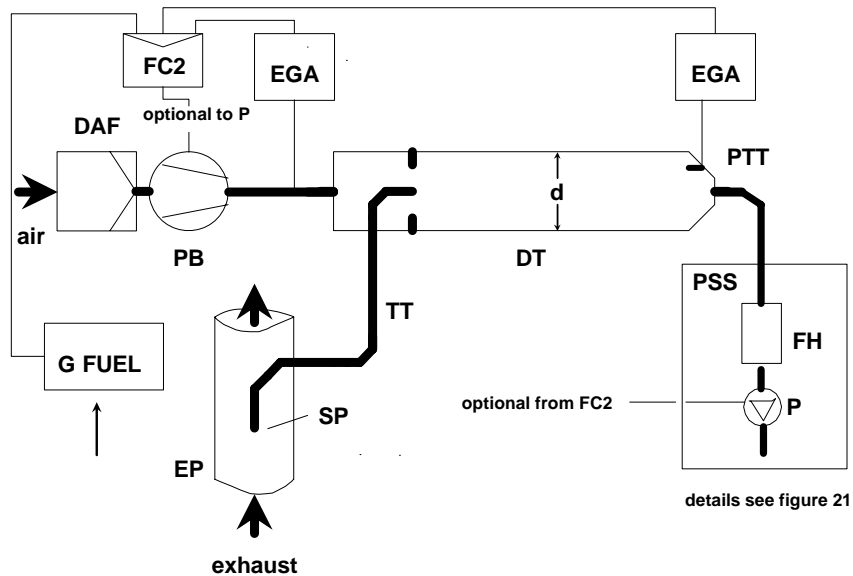 FC2
EGA
EGA
optional to P
DAF
PTT
d
air
PB
DT
PSS
TT
G FUEL
FH
SP
optional from FC2
P
EP
details see figure 21
exhaust